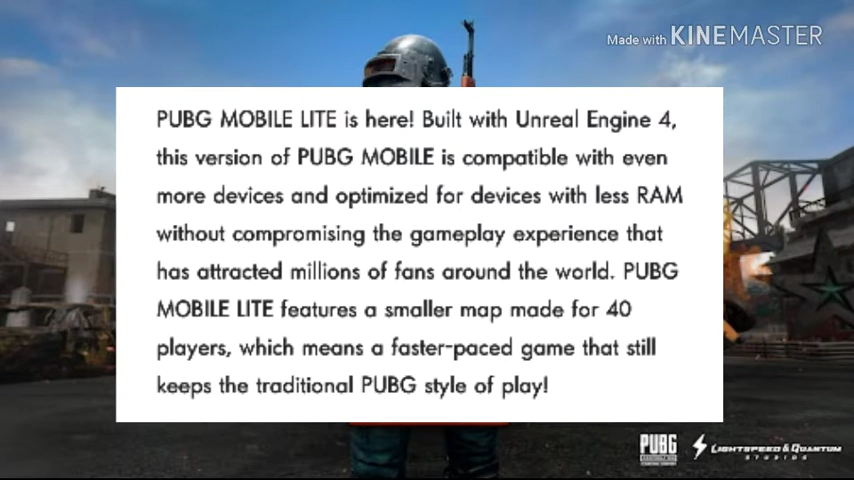 Made with KINEMASTER
PUBG MOBILE LITE is here! Built with Unreal Engine 4,
this version of PUBG MOBILE is compatible with even
more devices and optimized for devices with less RAM
without compromising the gameplay experience that
has attracted millions of fans around the world. PUBG
MOBILE LITE features a smaller map made for 40
players, which means a faster-paced game that still
keeps the traditional PUBG style of play!
PUBG
LIGHTSPEED & QUANTUM
STUDIOS